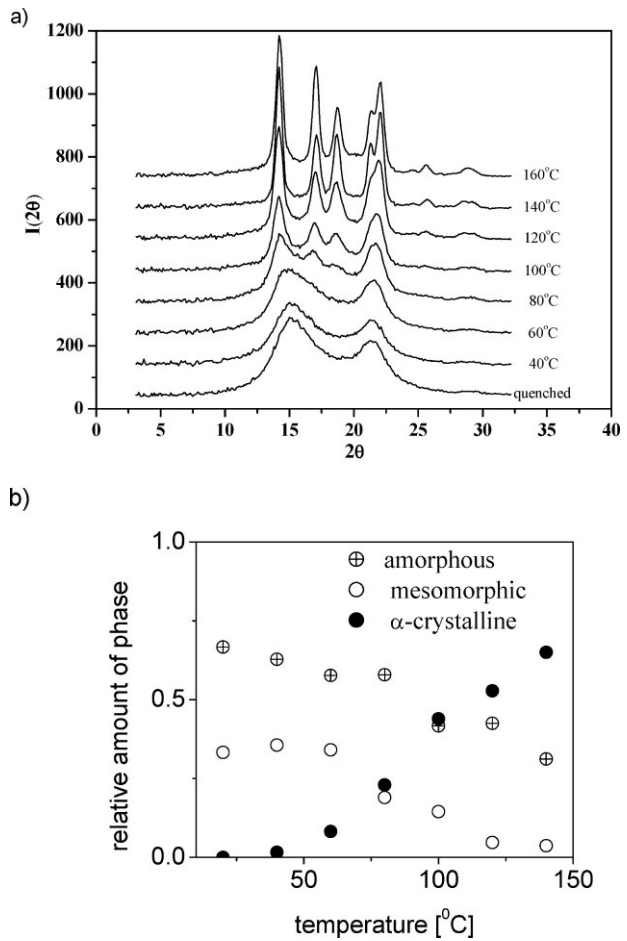 a)
1200
1000
800
600
400
200
0
I(2θ)
160°C
140°C
120°C
100°C
80°C
60°C
40°C
quenched
0 5 10 15 20 25 30 35 40
2θ
b)
1.0
0.5
0.0
relative amount of phase
amorphous
mesomorphic
α-crystalline
50 100 150
temperature [⁰C]